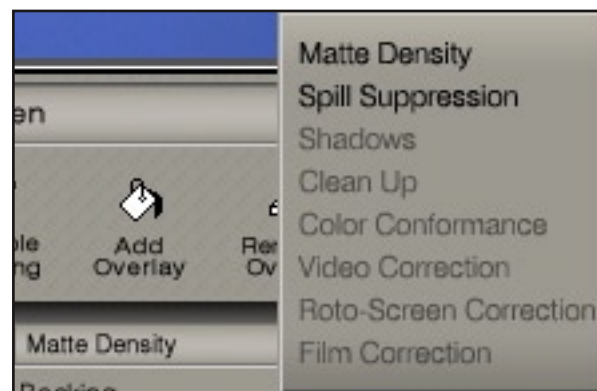 en
Add
Overlay
Matte Density
Matte Density
Spill Suppression
Shadows
Clean Up
Color Conformance
Video Correction
Roto-Screen Correction
Film Correction